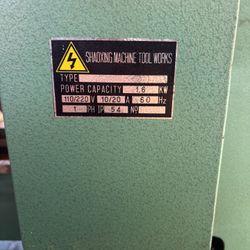 SHAOXING MACHINE TOOL WORKS
TYPE
POWER CAPACITY 1.6 KW
110/220 V 10/20 A 60 Hz
1 PH IP 54 Nº